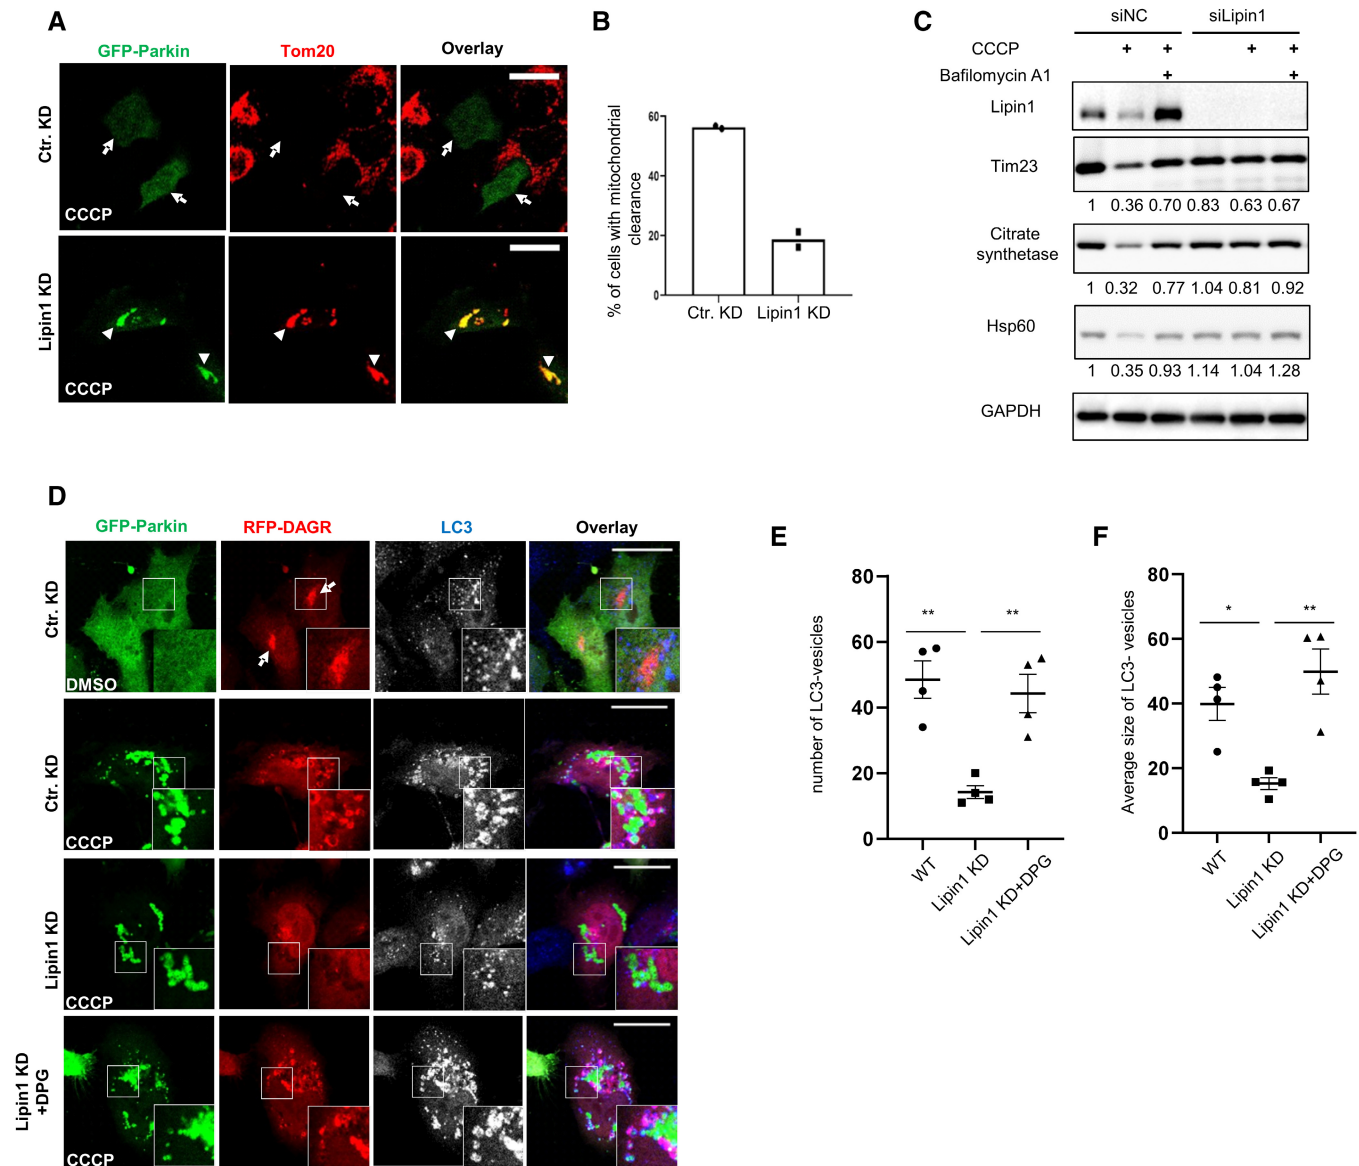 A
GFP-Parkin Tom20 Overlay
Ctr. KD
CCCP
Lipin1 KD
CCCP
B
% of cells with mitochondrial
clearance
60
40
20
0
Ctr. KD Lipin1 KD
C
siNC siLipin1
CCCP + + + +
Bafilomycin A1 + +
Lipin1
Tim23
1 0.36 0.70 0.83 0.63 0.67
Citrate
synthetase
1 0.32 0.77 1.04 0.81 0.92
Hsp60
1 0.35 0.93 1.14 1.04 1.28
GAPDH
D
GFP-Parkin RFP-DAGR LC3 Overlay
Ctr. KD
DMSO
Ctr. KD
CCCP
Lipin1 KD
CCCP
Lipin1 KD
+DPG
CCCP
E
number of LC3-vesicles
80
60
40
20
0
** **
WT
Lipin1 KD
Lipin1 KD+DPG
F
Average size of LC3- vesicles
80
60
40
20
0
* **
WT
Lipin1 KD
Lipin1 KD+DPG